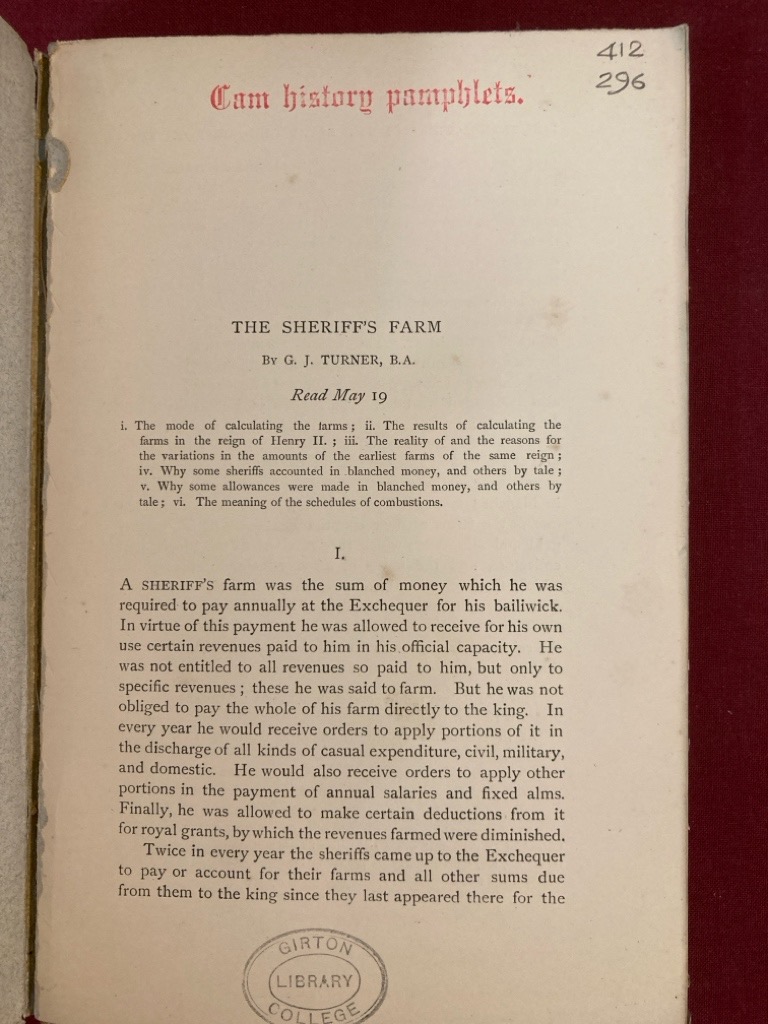 412
296
Cam history pamphlets.
THE SHERIFF'S FARM
By G. J. TURNER, B.A.
Read May 19
i. The mode of calculating the farms; ii. The results of calculating the
farms in the reign of Henry II.; iii. The reality of and the reasons for
the variations in the amounts of the earliest farms of the same reign;
iv. Why some sheriffs accounted in blanched money, and others by tale;
v. Why some allowances were made in blanched money, and others by
tale; vi. The meaning of the schedules of combustions.
I.
A SHERIFF'S farm was the sum of money which he was
required to pay annually at the Exchequer for his bailiwick.
In virtue of this payment he was allowed to receive for his own
use certain revenues paid to him in his official capacity. He
was not entitled to all revenues so paid to him, but only to
specific revenues; these he was said to farm. But he was not
obliged to pay the whole of his farm directly to the king. In
every year he would receive orders to apply portions of it in
the discharge of all kinds of casual expenditure, civil, military,
and domestic. He would also receive orders to apply other
portions in the payment of annual salaries and fixed alms.
Finally, he was allowed to make certain deductions from it
for royal grants, by which the revenues farmed were diminished.
Twice in every year the sheriffs came up to the Exchequer
to pay or account for their farms and all other sums due
from them to the king since they last appeared there for the
GIRTON
LIBRARY
COLLEGE